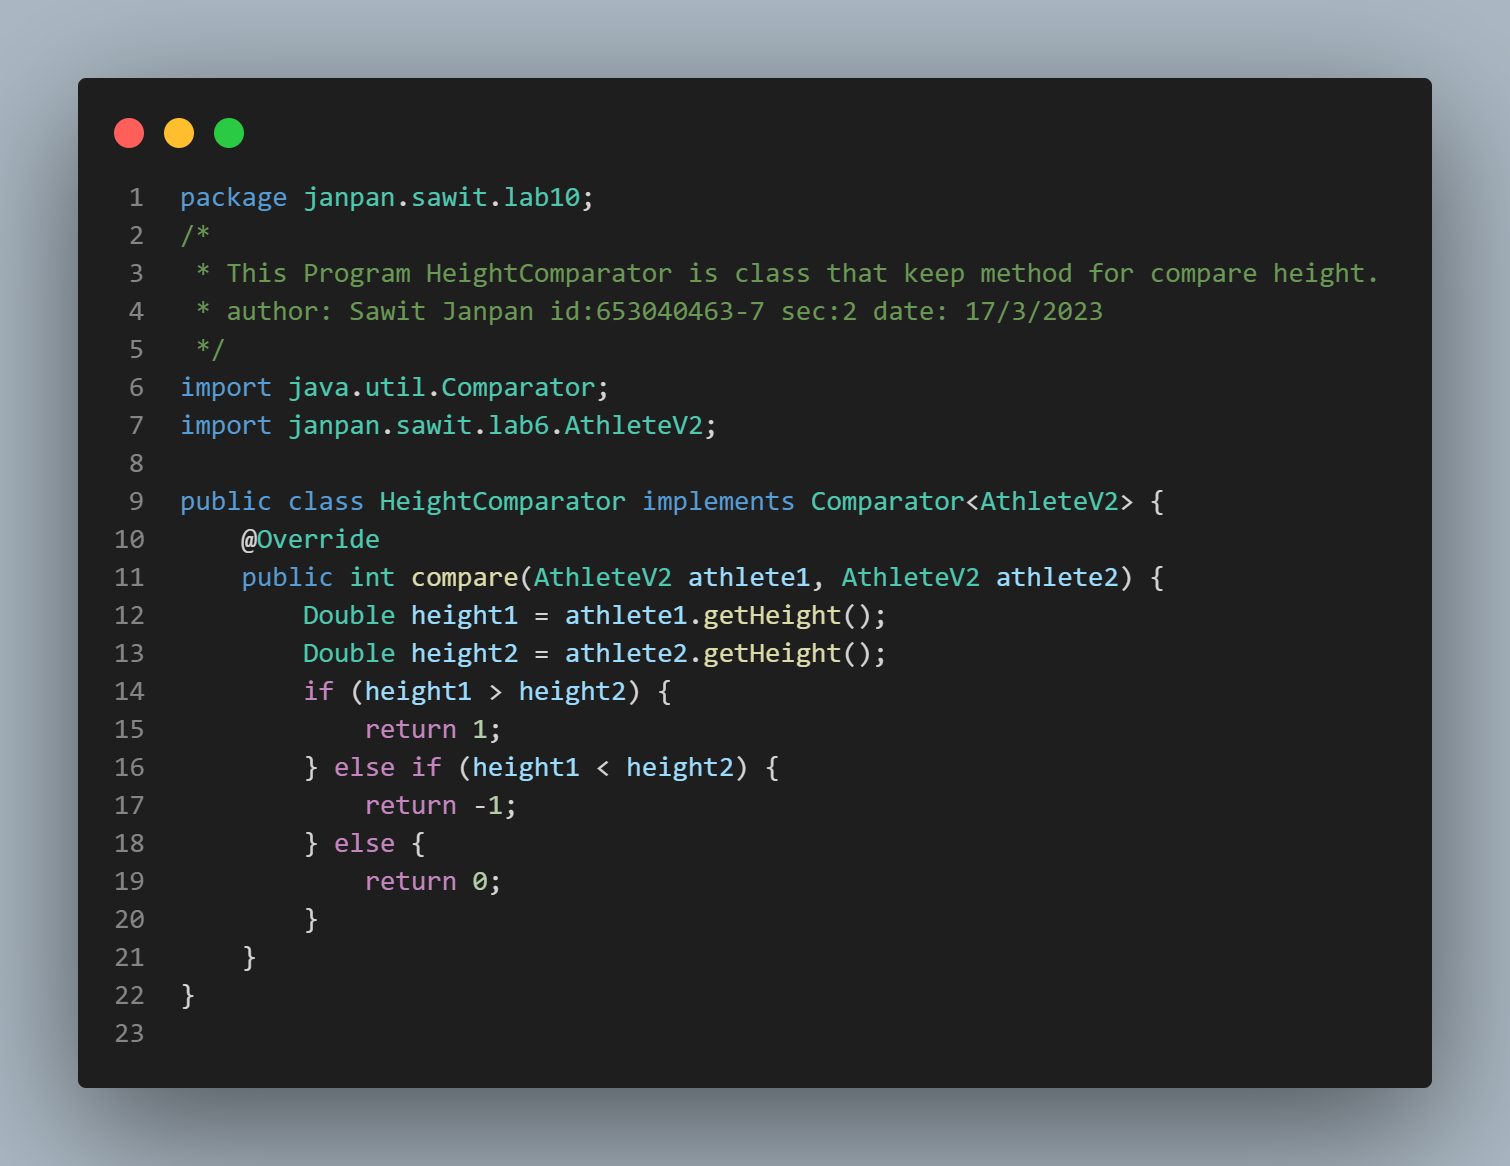 1 package janpan.sawit.lab10;
2 /*
3  * This Program HeightComparator is class that keep method for compare height.
4  * author: Sawit Janpan id:653040463-7 sec:2 date: 17/3/2023
5  */
6 import java.util.Comparator;
7 import janpan.sawit.lab6.AthleteV2;
8
9 public class HeightComparator implements Comparator<AthleteV2> {
10     @Override
11     public int compare(AthleteV2 athlete1, AthleteV2 athlete2) {
12         Double height1 = athlete1.getHeight();
13         Double height2 = athlete2.getHeight();
14         if (height1 > height2) {
15             return 1;
16         } else if (height1 < height2) {
17             return -1;
18         } else {
19             return 0;
20         }
21     }
22 }
23